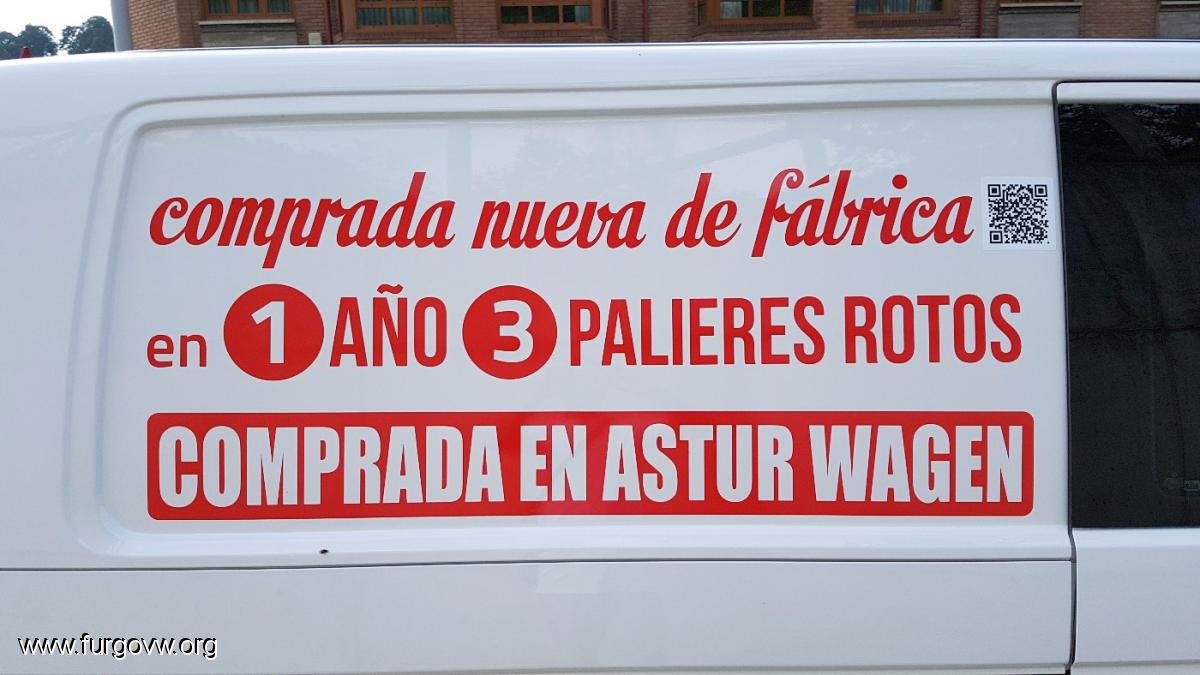 comprada nueva de fábrica
en 1 AÑO 3 PALIERES ROTOS
COMPRADA EN ASTUR WAGEN
www.furgovw.org